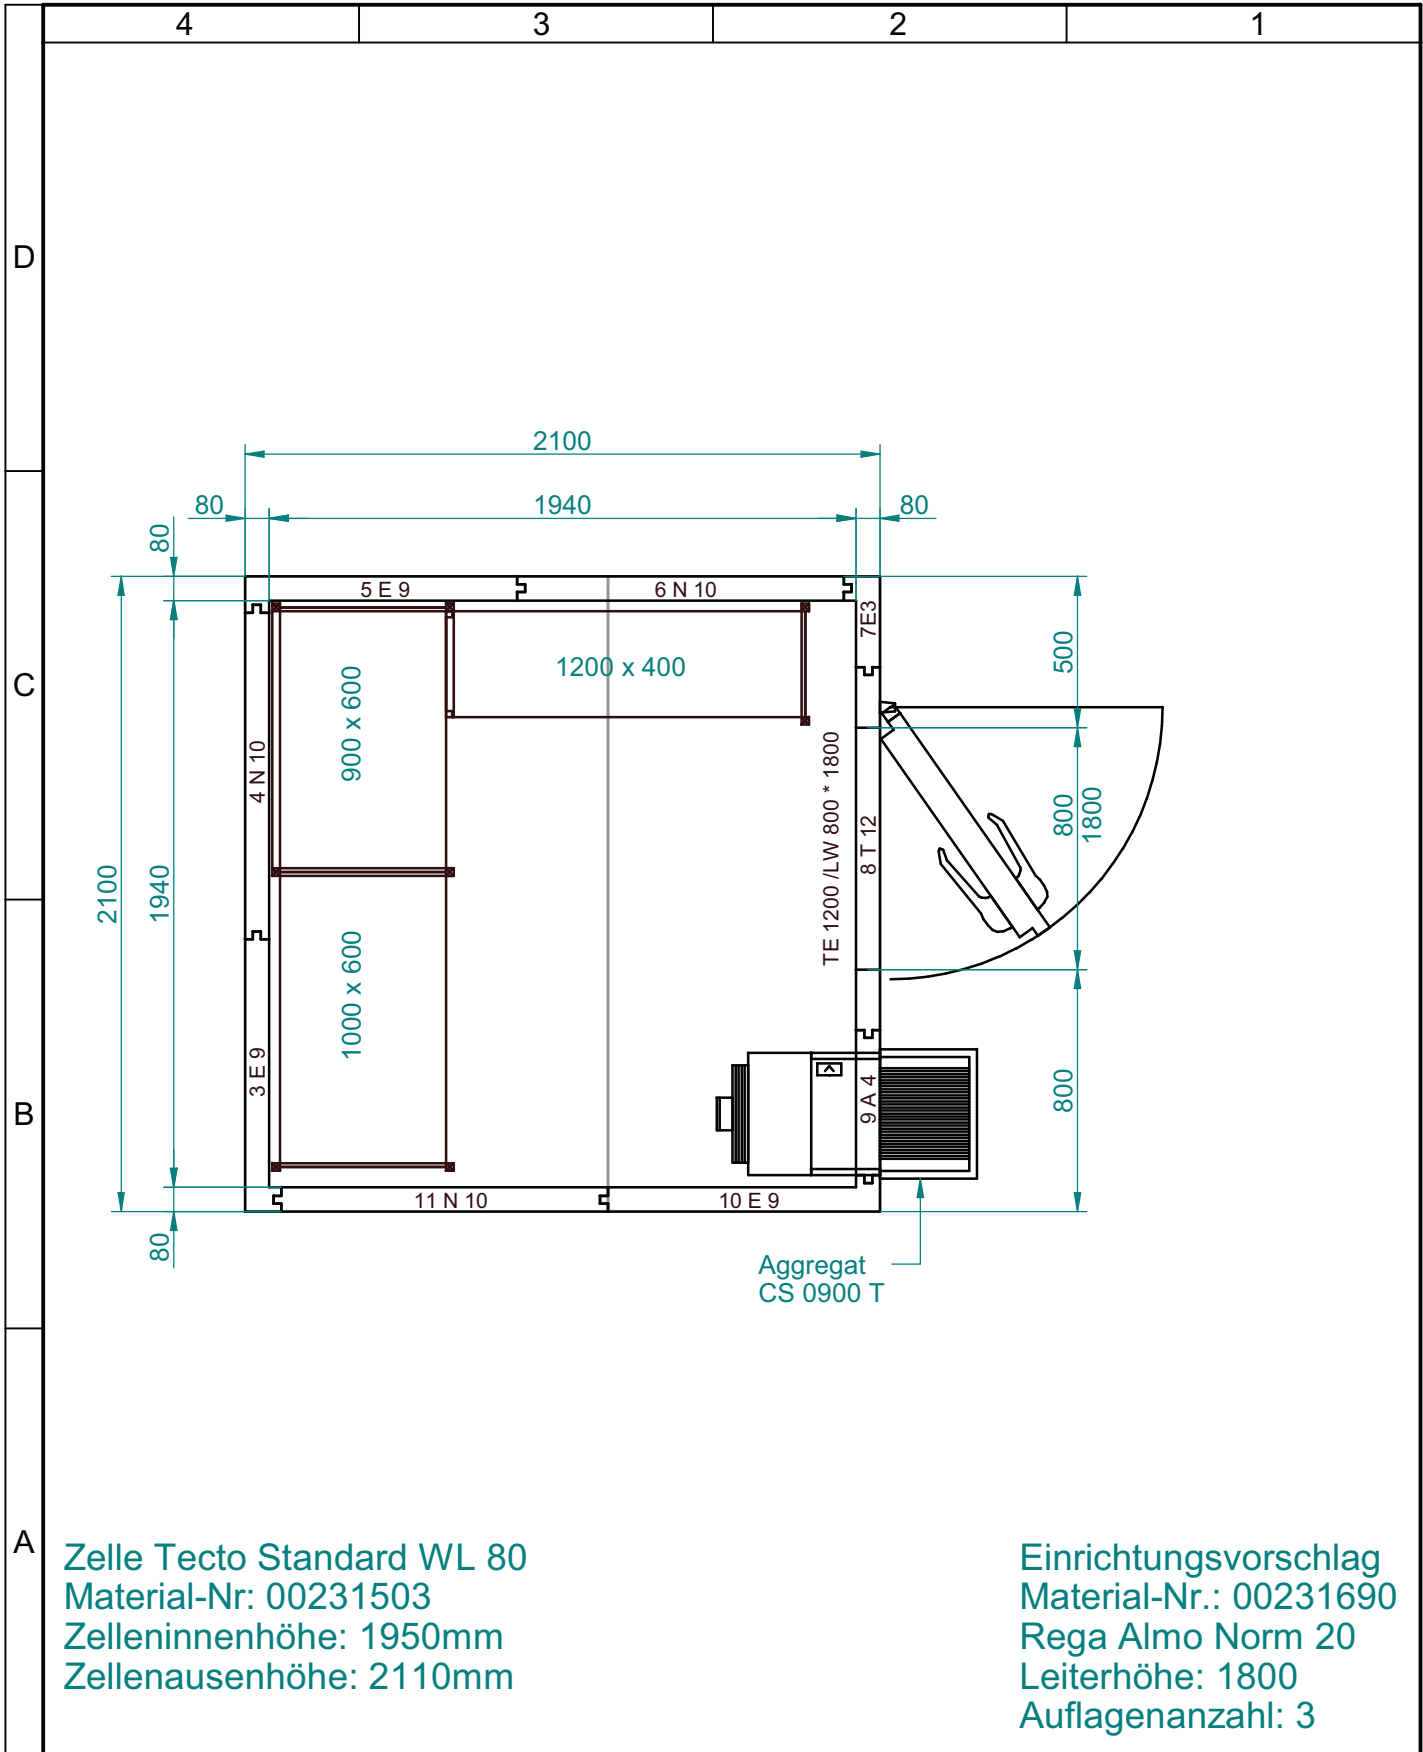 4 3 2 1
D
C
B
A
2100
80 1940 80
80
5 E 9 6 N 10
7E3
500
1200 x 400
900 x 600
4 N 10
TE 1200 /LW 800 * 1800
8 T 12
800
1800
2100
1940
1000 x 600
3 E 9
9 A 4
800
11 N 10 10 E 9
80
Aggregat
CS 0900 T
Zelle Tecto Standard WL 80
Material-Nr: 00231503
Zelleninnenhöhe: 1950mm
Zellenausenhöhe: 2110mm
Einrichtungsvorschlag
Material-Nr.: 00231690
Rega Almo Norm 20
Leiterhöhe: 1800
Auflagenanzahl: 3